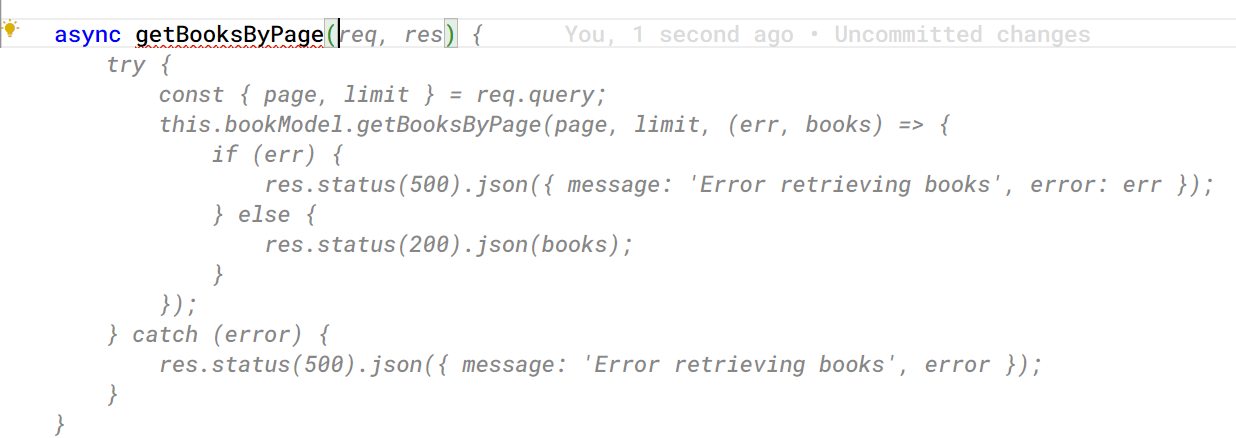 async getBooksByPage(req, res) {      You, 1 second ago • Uncommitted changes
    try {
        const { page, limit } = req.query;
        this.bookModel.getBooksByPage(page, limit, (err, books) => {
            if (err) {
                res.status(500).json({ message: 'Error retrieving books', error: err });
            } else {
                res.status(200).json(books);
            }
        });
    } catch (error) {
        res.status(500).json({ message: 'Error retrieving books', error });
    }
}